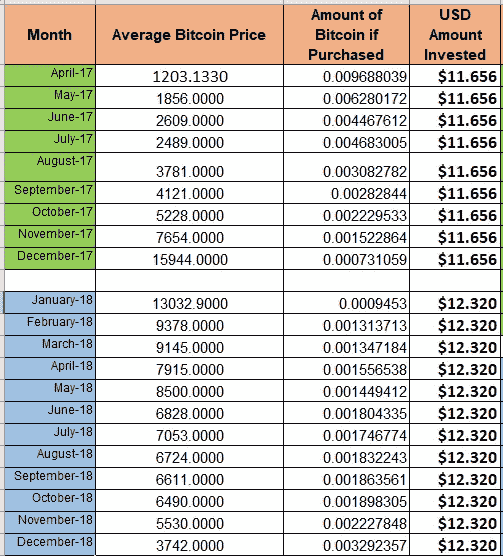 Month Average Bitcoin Price Amount of Bitcoin if Purchased USD Amount Invested
April-17 1203.1330 0.009688039 $11.656
May-17 1856.0000 0.006280172 $11.656
June-17 2609.0000 0.004467612 $11.656
July-17 2489.0000 0.004683005 $11.656
August-17 3781.0000 0.003082782 $11.656
September-17 4121.0000 0.00282844 $11.656
October-17 5228.0000 0.002229533 $11.656
November-17 7654.0000 0.001522864 $11.656
December-17 15944.0000 0.000731059 $11.656
January-18 13032.9000 0.0009453 $12.320
February-18 9378.0000 0.001313713 $12.320
March-18 9145.0000 0.001347184 $12.320
April-18 7915.0000 0.001556538 $12.320
May-18 8500.0000 0.001449412 $12.320
June-18 6828.0000 0.001804335 $12.320
July-18 7053.0000 0.001746774 $12.320
August-18 6724.0000 0.001832243 $12.320
September-18 6611.0000 0.001863561 $12.320
October-18 6490.0000 0.001898305 $12.320
November-18 5530.0000 0.002227848 $12.320
December-18 3742.0000 0.003292357 $12.320